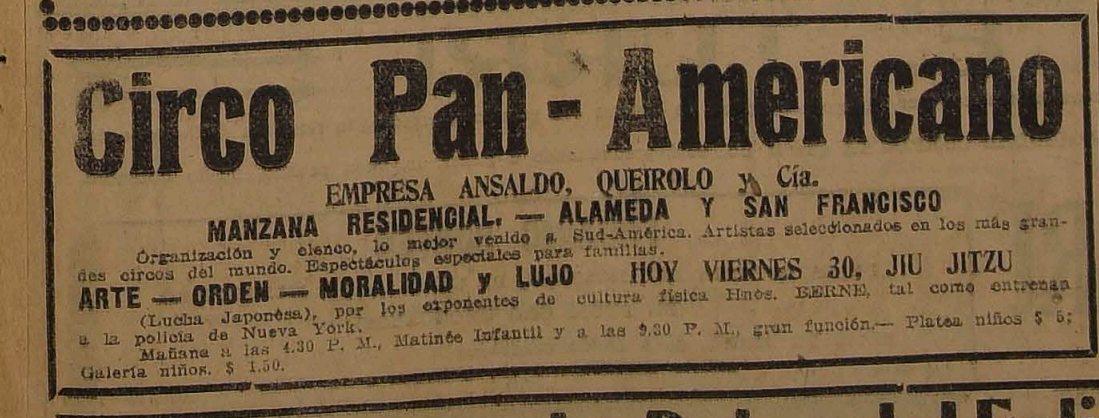 Circo Pan-Americano
EMPRESA ANSALDO, QUEIROLO y Cía.
MANZANA RESIDENCIAL. — ALAMEDA Y SAN FRANCISCO
Organización y elenco, lo mejor venido a Sud-América. Artistas seleccionados en los más gran-
des circos del mundo. Espectáculos especiales para familias.
ARTE — ORDEN — MORALIDAD y LUJO HOY VIERNES 30, JIU JITZU
(Lucha Japonesa), por los exponentes de cultura física Hnos. BERNE, tal como entrenan
a la policía de Nueva York.
Mañana a las 4.30 P. M., Matinée Infantil y a las 9.30 P. M., gran función.— Platea niños $ 5;
Galería niños. $ 1.50.